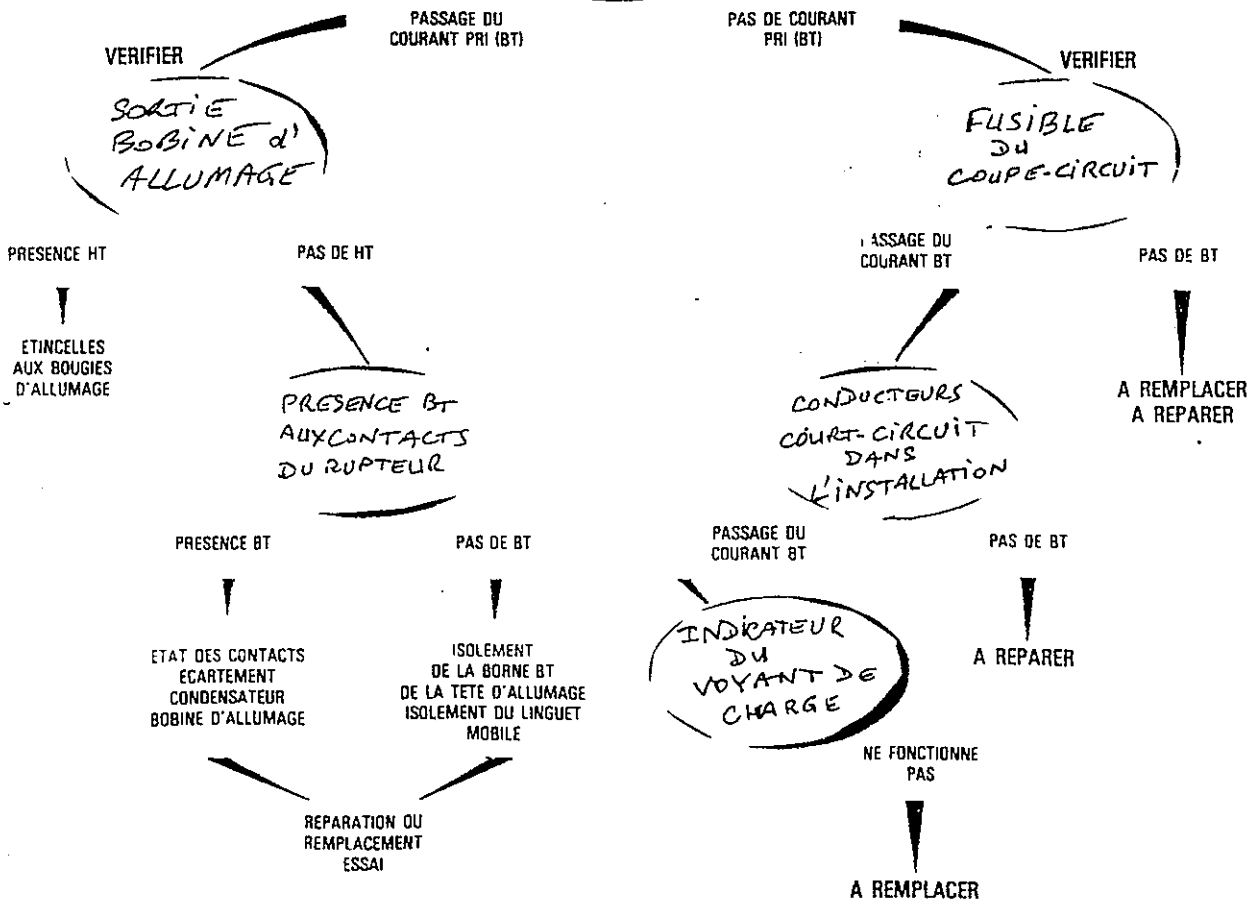 PASSAGE DU
COURANT PRI (BT)
PAS DE COURANT
PRI (BT)
VERIFIER
VERIFIER
SORTIE
BOBINE d'
ALLUMAGE
FUSIBLE
DU
COUPE-CIRCUIT
PRESENCE HT
PAS DE HT
PASSAGE DU
COURANT BT
PAS DE BT
ETINCELLES
AUX BOUGIES
D'ALLUMAGE
PRESENCE BT
AUX CONTACTS
DU RUPTEUR
CONDUCTEURS
COURT-CIRCUIT
DANS
L'INSTALLATION
A REMPLACER
A REPARER
PRESENCE BT
PAS DE BT
PASSAGE DU
COURANT BT
PAS DE BT
ETAT DES CONTACTS
ECARTEMENT
CONDENSATEUR
BOBINE D'ALLUMAGE
ISOLEMENT
DE LA BORNE BT
DE LA TETE D'ALLUMAGE
ISOLEMENT DU LINGUET
MOBILE
INDICATEUR
DU
VOYANT DE
CHARGE
A REPARER
REPARATION OU
REMPLACEMENT
ESSAI
NE FONCTIONNE
PAS
A REMPLACER